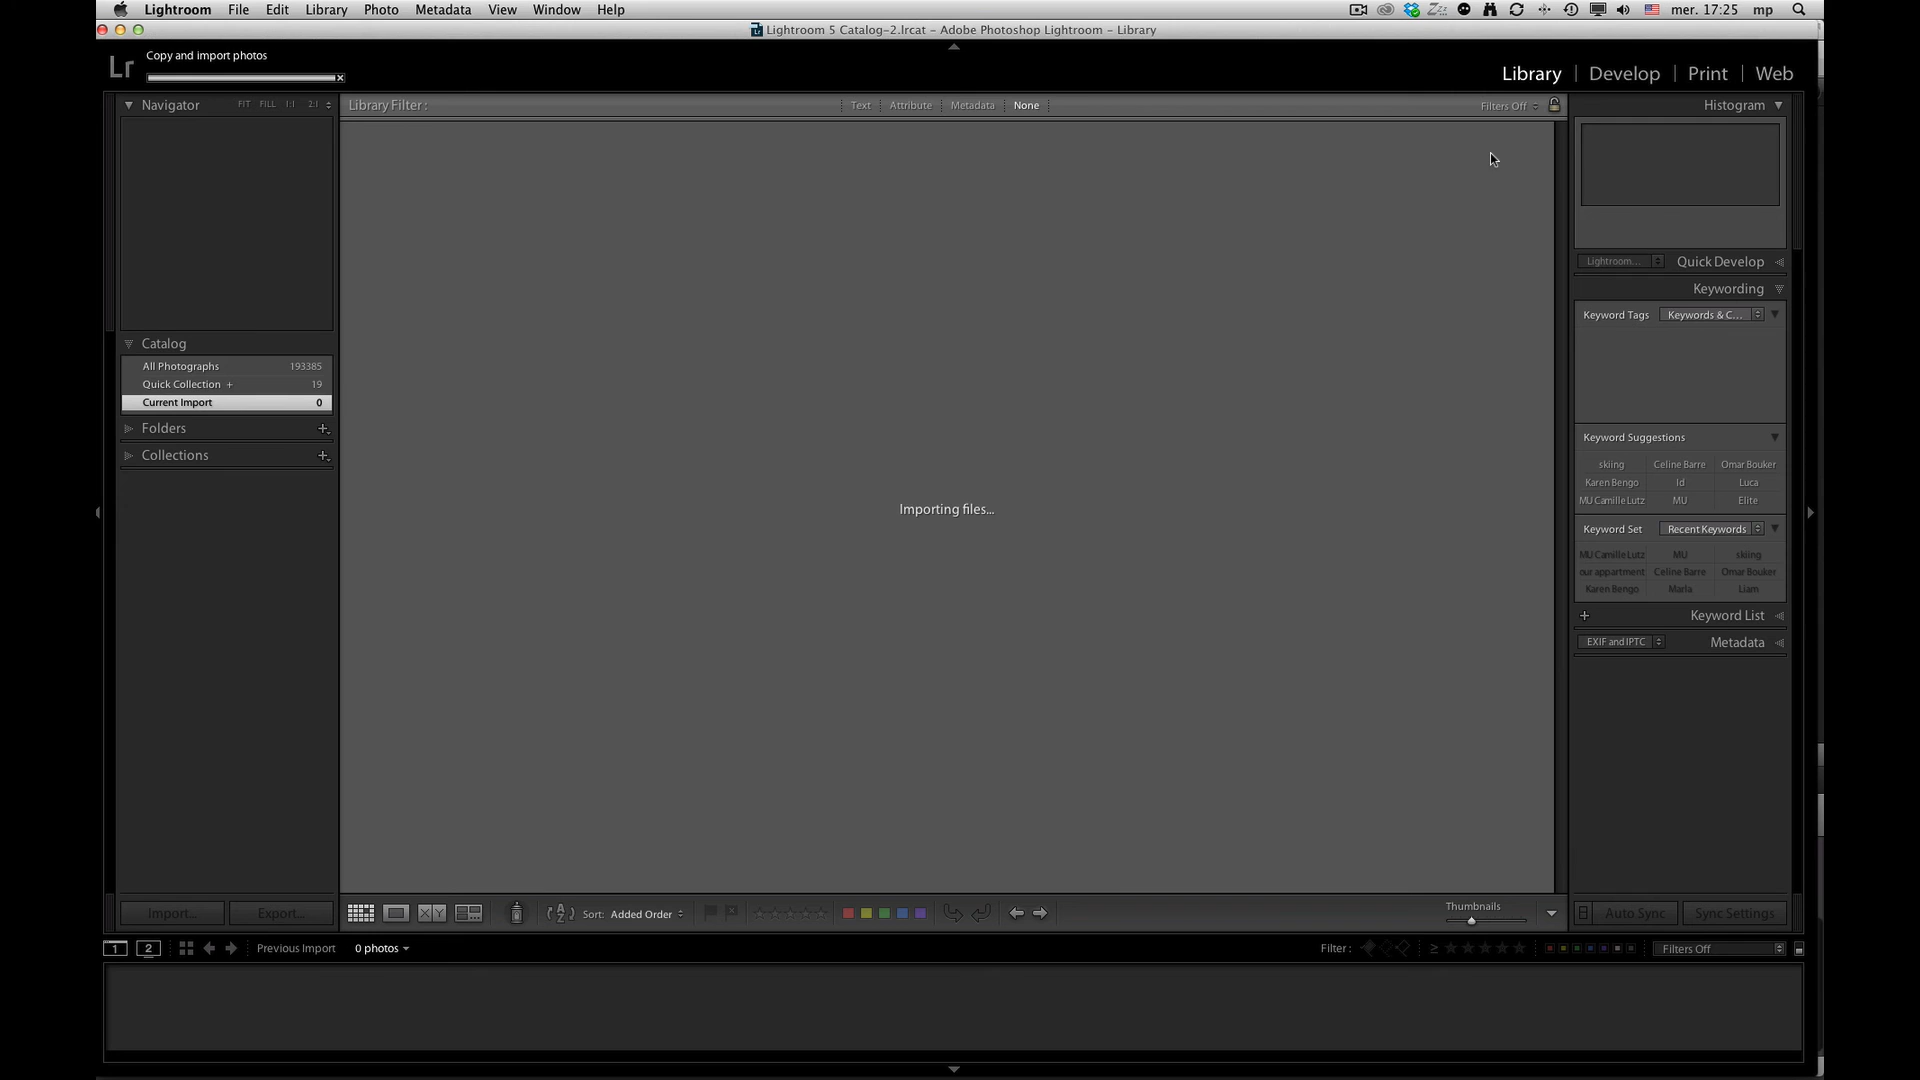 Lightroom File Edit Library Photo Metadata View Window Help mer. 17:25 mp
Lightroom 5 Catalog-2.lrcat – Adobe Photoshop Lightroom – Library
Lr
Copy and import photos
Library | Develop | Print | Web
Navigator FIT FILL 1:1 2:1
Library Filter : Text Attribute Metadata None Filters Off
Histogram
Lightroom... Quick Develop
Keywording
Keyword Tags Keywords & C...
Catalog
All Photographs 193385
Quick Collection + 19
Current Import 0
Folders
Collections
Keyword Suggestions
skiing Celine Barre Omar Bouker
Karen Bengo Id Luca
MU Camille Lutz MU Elite
Importing files...
Keyword Set Recent Keywords
MU Camille Lutz MU skiing
our appartment Celine Barre Omar Bouker
Karen Bengo Maria Liam
Keyword List
EXIF and IPTC Metadata
Import... Export...
X Y
Sort: Added Order
Thumbnails
Auto Sync Sync Settings
1 2 Previous Import 0 photos
Filter : ≥ Filters Off